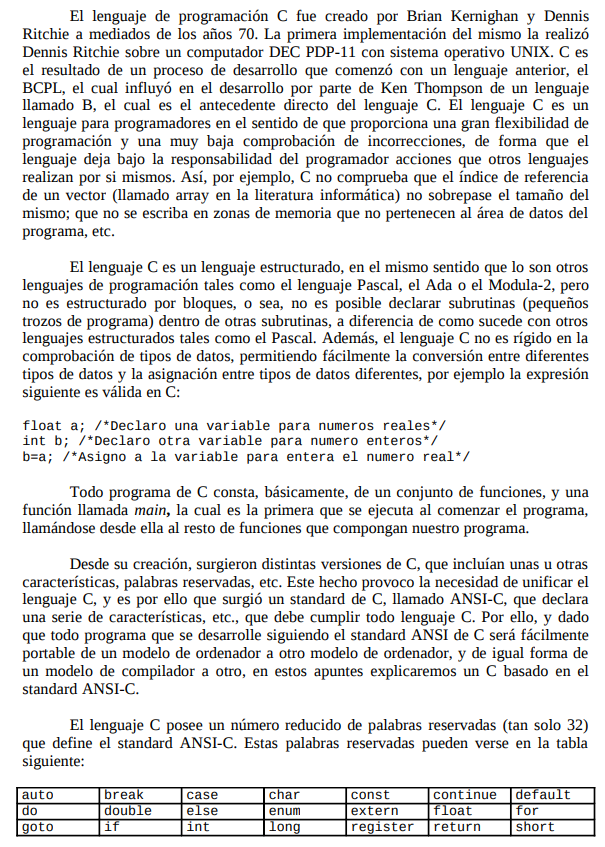 El lenguaje de programación C fue creado por Brian Kernighan y Dennis
Ritchie a mediados de los años 70. La primera implementación del mismo la realizó
Dennis Ritchie sobre un computador DEC PDP-11 con sistema operativo UNIX. C es
el resultado de un proceso de desarrollo que comenzó con un lenguaje anterior, el
BCPL, el cual influyó en el desarrollo por parte de Ken Thompson de un lenguaje
llamado B, el cual es el antecedente directo del lenguaje C. El lenguaje C es un
lenguaje para programadores en el sentido de que proporciona una gran flexibilidad de
programación y una muy baja comprobación de incorrecciones, de forma que el
lenguaje deja bajo la responsabilidad del programador acciones que otros lenguajes
realizan por si mismos. Así, por ejemplo, C no comprueba que el índice de referencia
de un vector (llamado array en la literatura informática) no sobrepase el tamaño del
mismo; que no se escriba en zonas de memoria que no pertenecen al área de datos del
programa, etc.
El lenguaje C es un lenguaje estructurado, en el mismo sentido que lo son otros
lenguajes de programación tales como el lenguaje Pascal, el Ada o el Modula-2, pero
no es estructurado por bloques, o sea, no es posible declarar subrutinas (pequeños
trozos de programa) dentro de otras subrutinas, a diferencia de como sucede con otros
lenguajes estructurados tales como el Pascal. Además, el lenguaje C no es rígido en la
comprobación de tipos de datos, permitiendo fácilmente la conversión entre diferentes
tipos de datos y la asignación entre tipos de datos diferentes, por ejemplo la expresión
siguiente es válida en C:
float a; /*Declaro una variable para numeros reales*/
int b; /*Declaro otra variable para numero enteros*/
b=a; /*Asigno a la variable para entera el numero real*/
Todo programa de C consta, básicamente, de un conjunto de funciones, y una
función llamada main, la cual es la primera que se ejecuta al comenzar el programa,
llamándose desde ella al resto de funciones que compongan nuestro programa.
Desde su creación, surgieron distintas versiones de C, que incluían unas u otras
características, palabras reservadas, etc. Este hecho provoco la necesidad de unificar el
lenguaje C, y es por ello que surgió un standard de C, llamado ANSI-C, que declara
una serie de características, etc., que debe cumplir todo lenguaje C. Por ello, y dado
que todo programa que se desarrolle siguiendo el standard ANSI de C será fácilmente
portable de un modelo de ordenador a otro modelo de ordenador, y de igual forma de
un modelo de compilador a otro, en estos apuntes explicaremos un C basado en el
standard ANSI-C.
El lenguaje C posee un número reducido de palabras reservadas (tan solo 32)
que define el standard ANSI-C. Estas palabras reservadas pueden verse en la tabla
siguiente:
auto break case char const continue default
do double else enum extern float for
goto if int long register return short